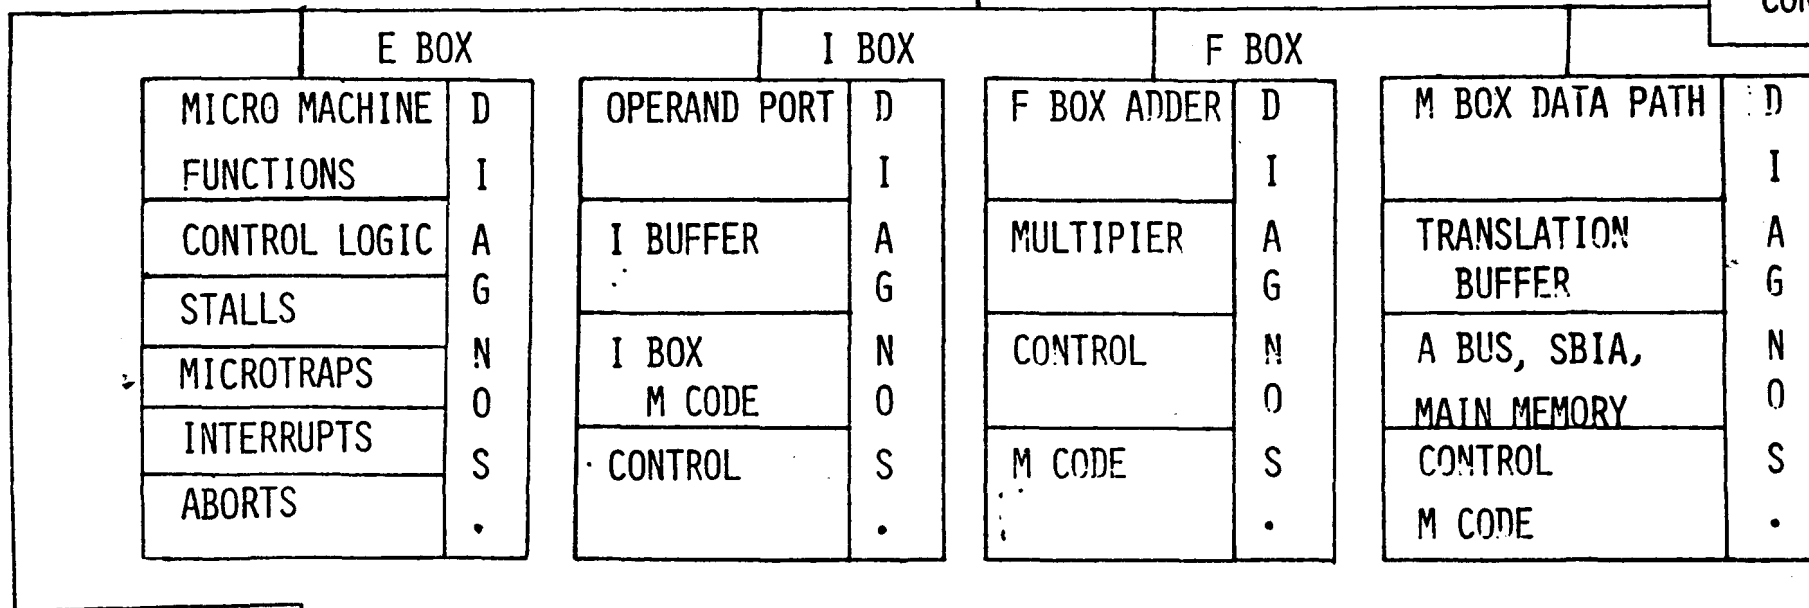 E BOX
MICRO MACHINE
FUNCTIONS
CONTROL LOGIC
STALLS
MICROTRAPS
INTERRUPTS
ABORTS
D
I
A
G
N
O
S
.
I BOX
OPERAND PORT
I BUFFER
I BOX
M CODE
CONTROL
D
I
A
G
N
O
S
.
F BOX
F BOX ADDER
MULTIPIER
CONTROL
M CODE
D
I
A
G
N
O
S
.
M BOX DATA PATH
TRANSLATION
BUFFER
A BUS, SBIA,
MAIN MEMORY
CONTROL
M CODE
D
I
A
G
N
O
S
.